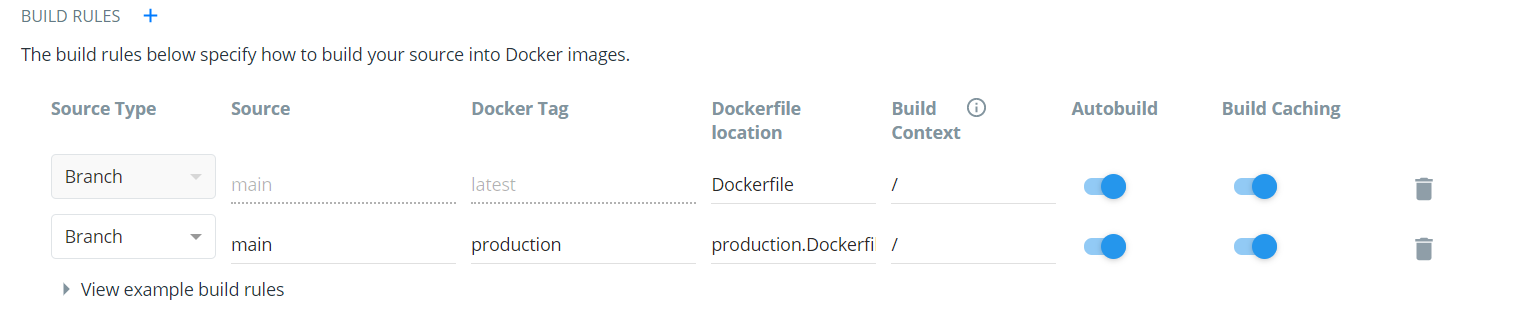 BUILD RULES +
The build rules below specify how to build your source into Docker images.
Source Type Source Docker Tag Dockerfile location Build Context Autobuild Build Caching
Branch main latest Dockerfile /
Branch main production production.Dockerfi /
View example build rules